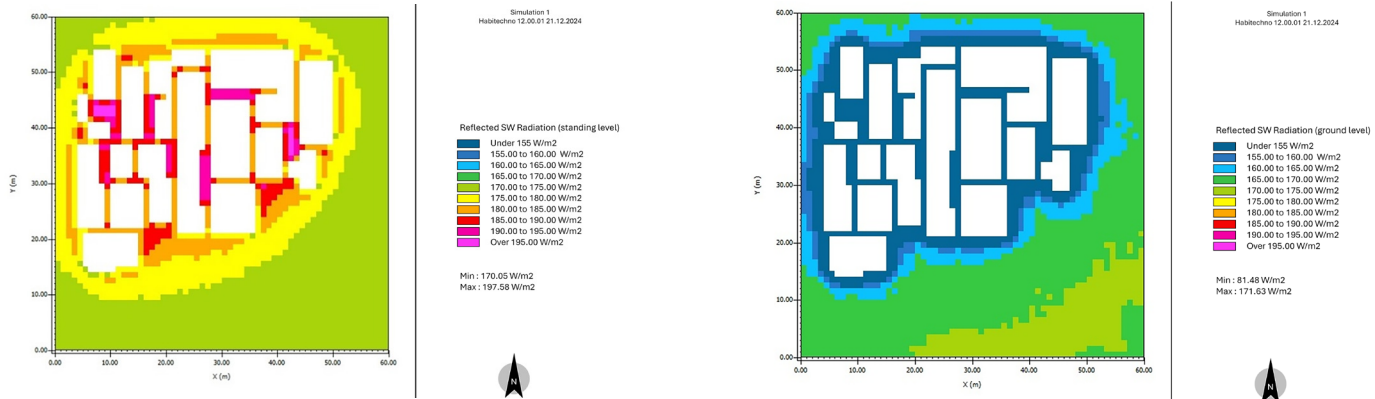 Simulation 1
Habitechno 12.00.01 21.12.2024
60.00
50.00
40.00
30.00
20.00
10.00
0.00
0.00 10.00 20.00 30.00 40.00 50.00 60.00
Y (m)
X (m)
Reflected SW Radiation (standing level)
Under 155 W/m2
155.00 to 160.00 W/m2
160.00 to 165.00 W/m2
165.00 to 170.00 W/m2
170.00 to 175.00 W/m2
175.00 to 180.00 W/m2
180.00 to 185.00 W/m2
185.00 to 190.00 W/m2
190.00 to 195.00 W/m2
Over 195.00 W/m2
Min : 170.05 W/m2
Max : 197.58 W/m2
N
Simulation 1
Habitechno 12.00.01 21.12.2024
60.00
50.00
40.00
30.00
20.00
10.00
0.00
0.00 10.00 20.00 30.00 40.00 50.00 60.00
Y (m)
X (m)
Reflected SW Radiation (ground level)
Under 155 W/m2
155.00 to 160.00 W/m2
160.00 to 165.00 W/m2
165.00 to 170.00 W/m2
170.00 to 175.00 W/m2
175.00 to 180.00 W/m2
180.00 to 185.00 W/m2
185.00 to 190.00 W/m2
190.00 to 195.00 W/m2
Over 195.00 W/m2
Min : 81.48 W/m2
Max : 171.63 W/m2
N